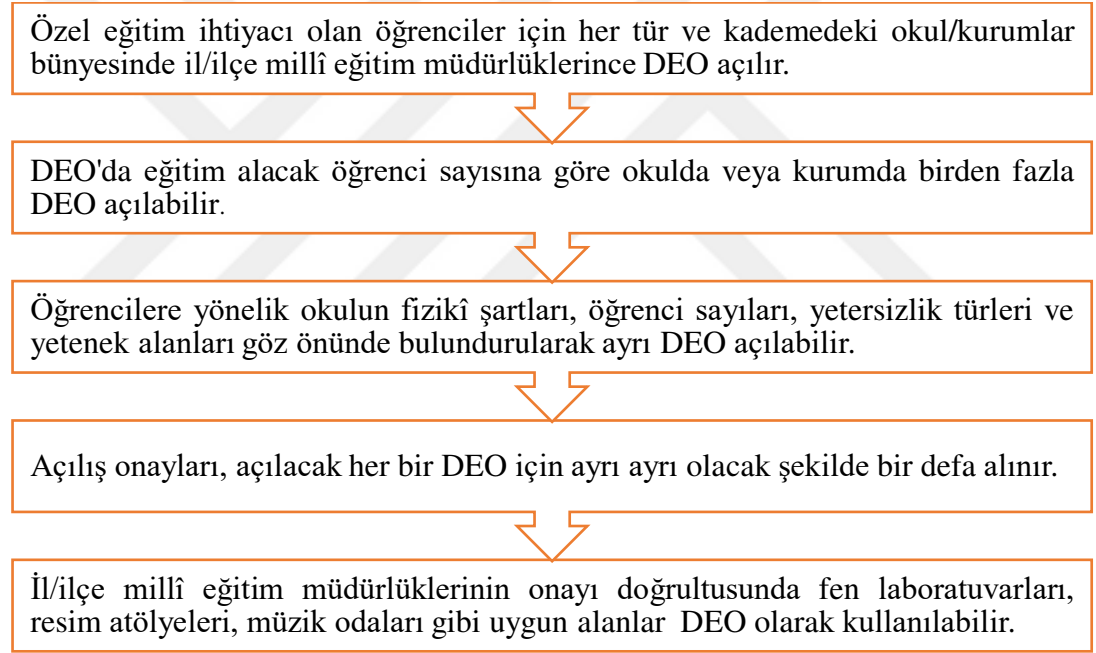 Özel eğitim ihtiyacı olan öğrenciler için her tür ve kademedeki okul/kurumlar
bünyesinde il/ilçe millî eğitim müdürlüklerince DEO açılır.
DEO'da eğitim alacak öğrenci sayısına göre okulda veya kurumda birden fazla
DEO açılabilir.
Öğrencilere yönelik okulun fizikî şartları, öğrenci sayıları, yetersizlik türleri ve
yetenek alanları göz önünde bulundurularak ayrı DEO açılabilir.
Açılış onayları, açılacak her bir DEO için ayrı ayrı olacak şekilde bir defa alınır.
İl/ilçe millî eğitim müdürlüklerinin onayı doğrultusunda fen laboratuvarları,
resim atölyeleri, müzik odaları gibi uygun alanlar DEO olarak kullanılabilir.